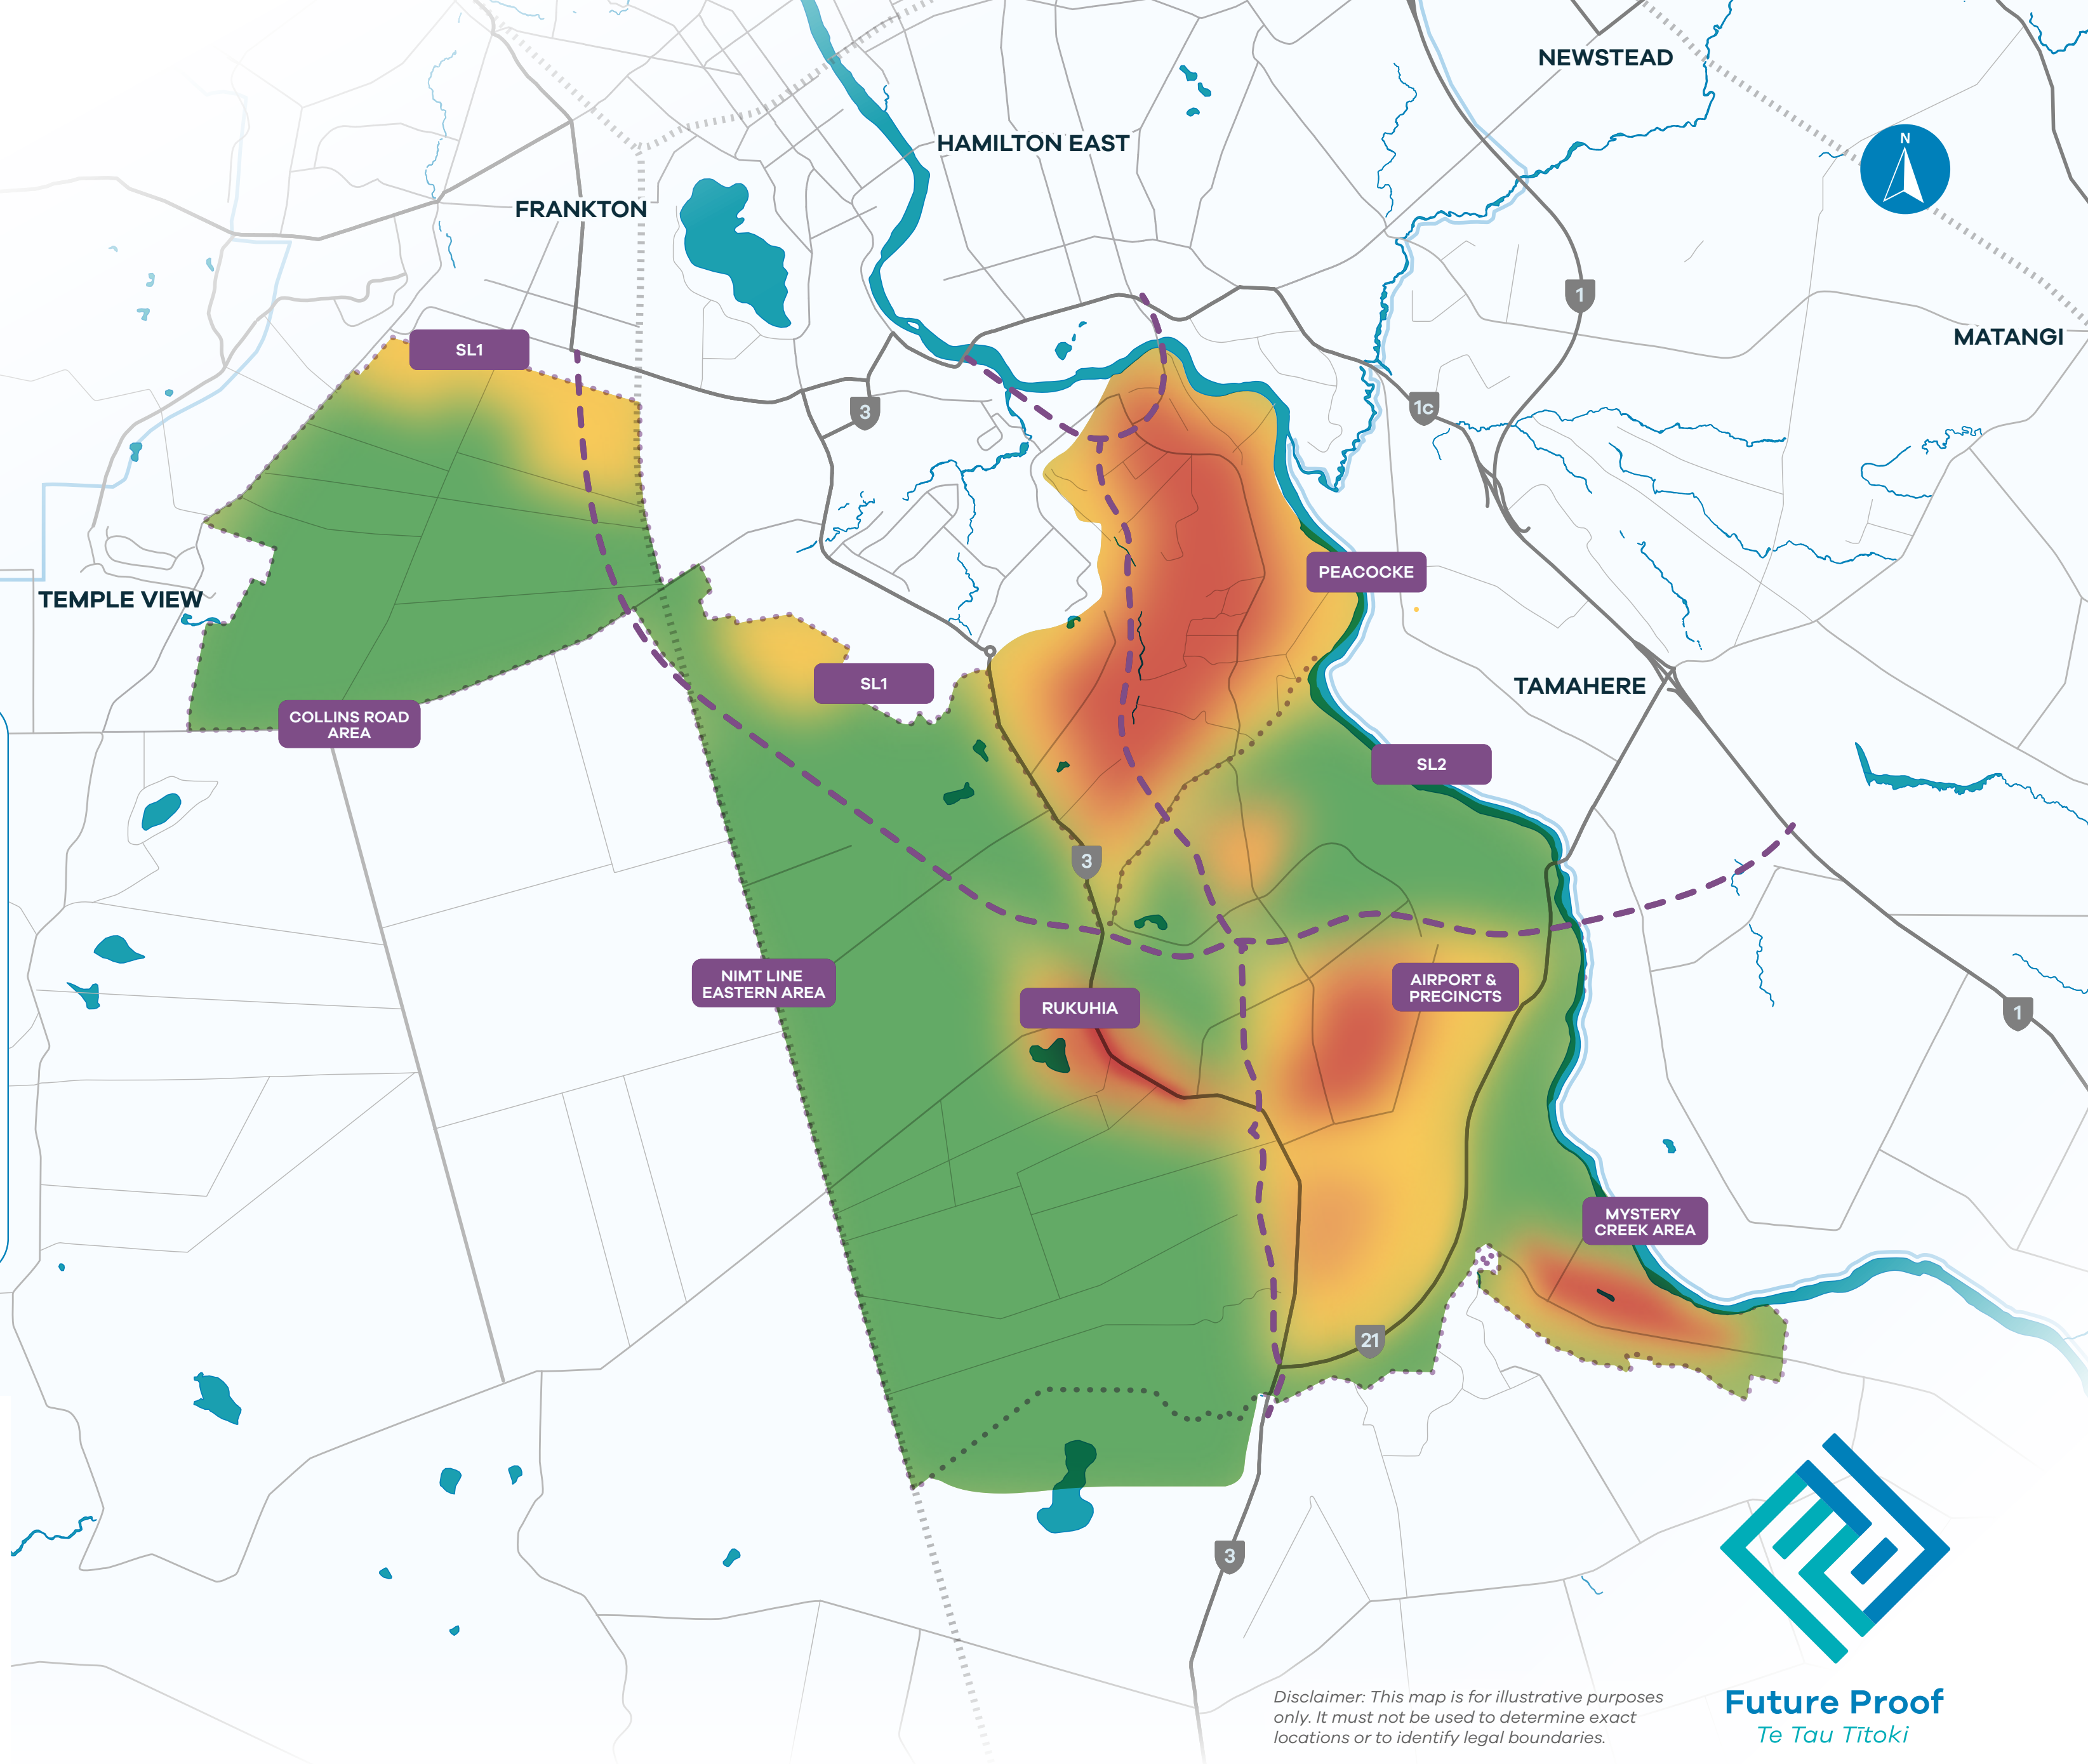 NEWSTEAD
N
HAMILTON EAST
FRANKTON
1
MATANGI
SL1
3
1c
PEACOCKE
TEMPLE VIEW
SL1
TAMAHERE
COLLINS ROAD
AREA
SL2
3
NIMT LINE
EASTERN AREA
AIRPORT &
PRECINCTS
RUKUHIA
1
MYSTERY
CREEK AREA
21
3
Disclaimer: This map is for illustrative purposes
only. It must not be used to determine exact
locations or to identify legal boundaries.
Future Proof
Te Tau Tītoki